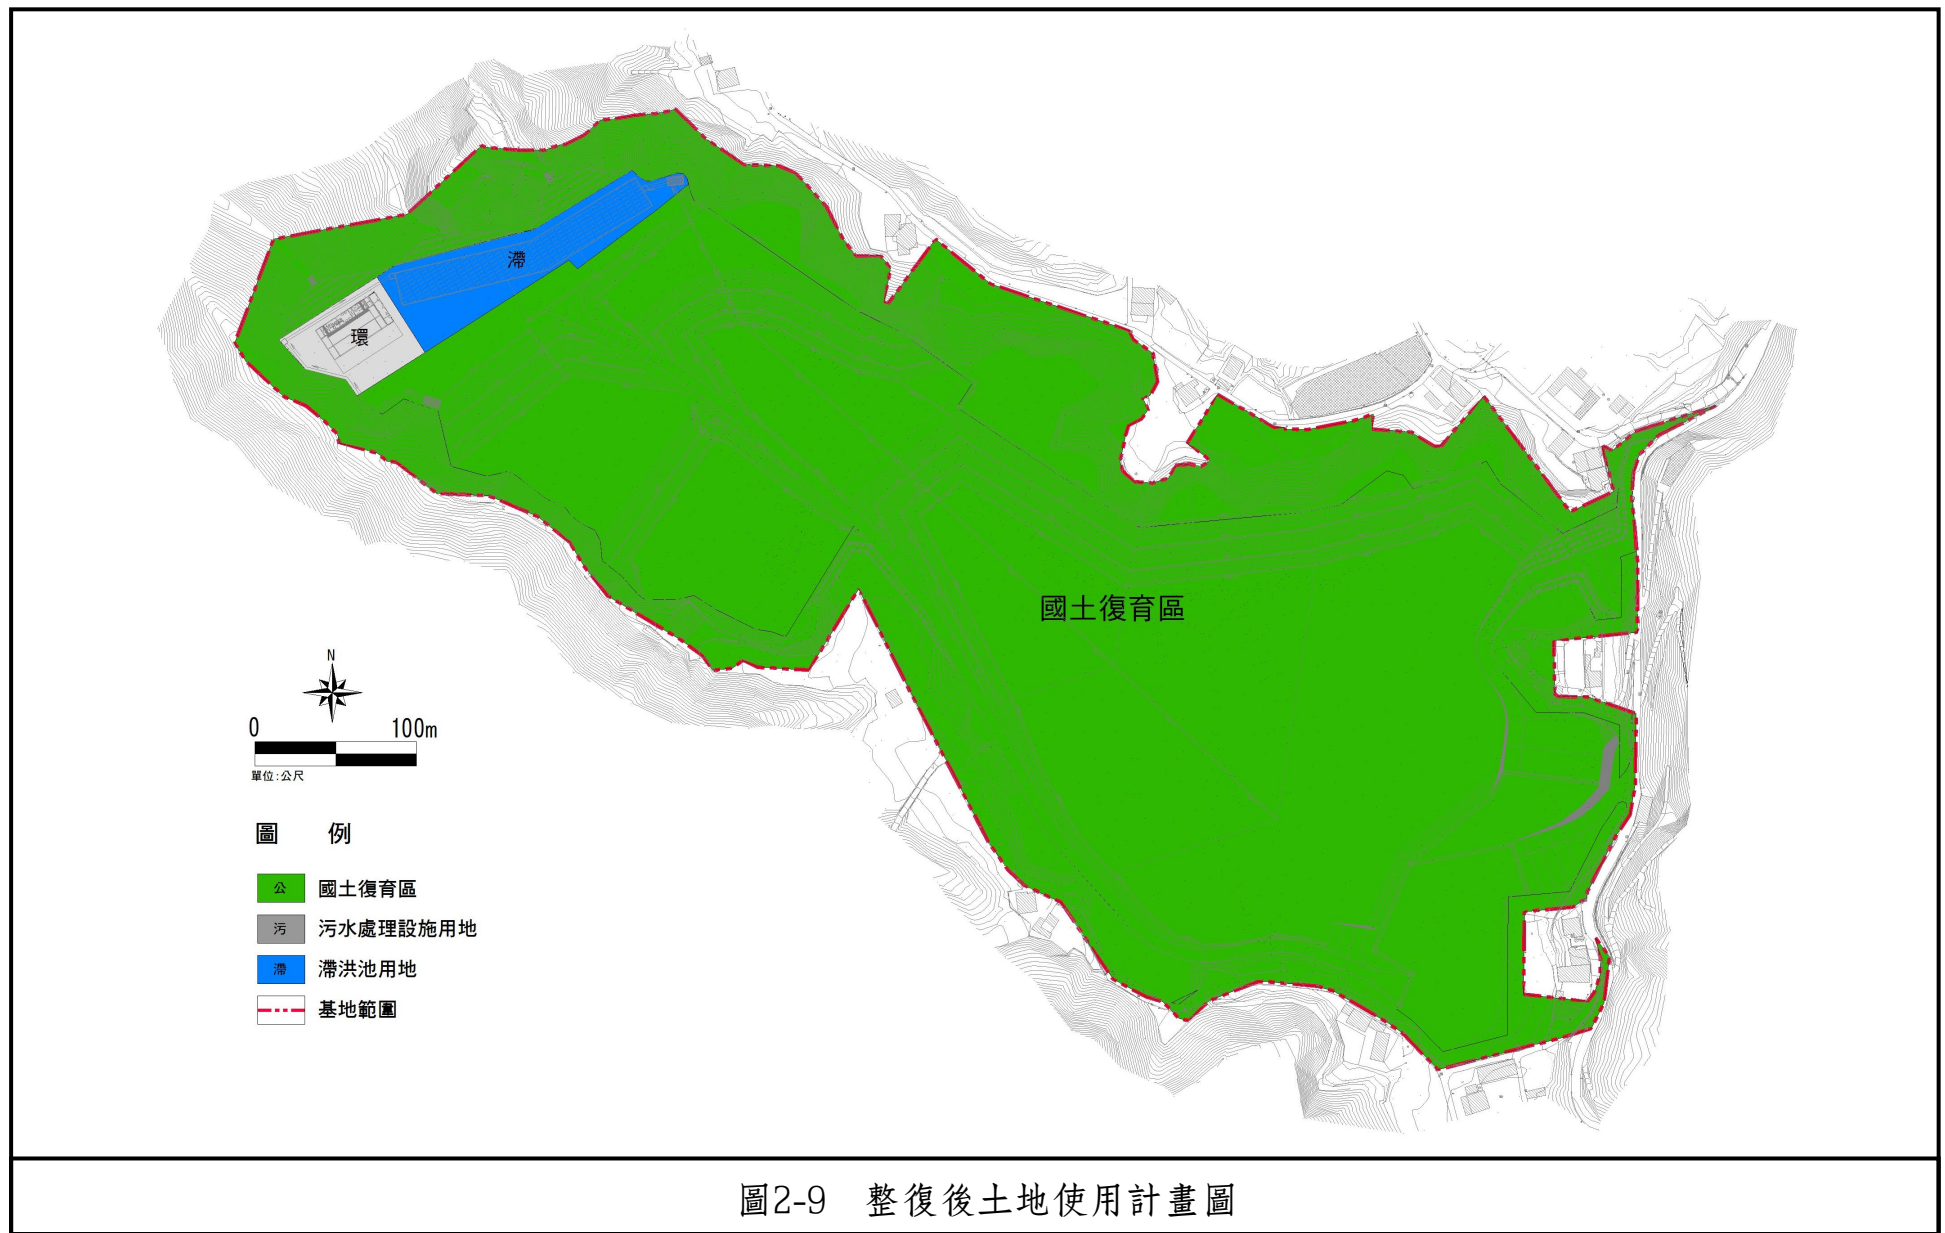 滯
環
國土復育區
N
0 100m
單位:公尺
圖 例
公 國土復育區
污 污水處理設施用地
滯 滯洪池用地
基地範圍
圖2-9 整復後土地使用計畫圖